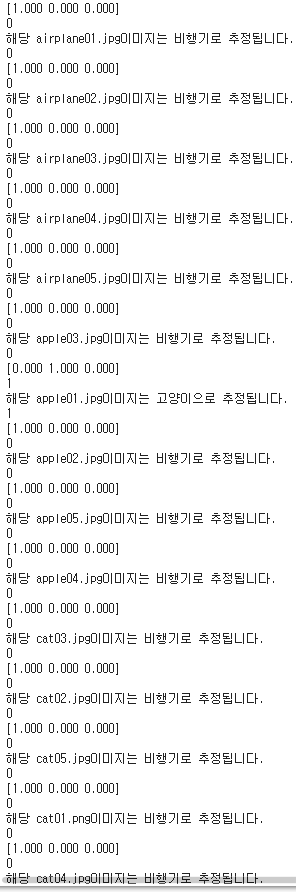 [1.000 0.000 0.000]
0
해당 airplane01.jpg이미지는 비행기로 추정됩니다.
0
[1.000 0.000 0.000]
0
해당 airplane02.jpg이미지는 비행기로 추정됩니다.
0
[1.000 0.000 0.000]
0
해당 airplane03.jpg이미지는 비행기로 추정됩니다.
0
[1.000 0.000 0.000]
0
해당 airplane04.jpg이미지는 비행기로 추정됩니다.
0
[1.000 0.000 0.000]
0
해당 airplane05.jpg이미지는 비행기로 추정됩니다.
0
[1.000 0.000 0.000]
0
해당 apple03.jpg이미지는 비행기로 추정됩니다.
0
[0.000 1.000 0.000]
1
해당 apple01.jpg이미지는 고양이으로 추정됩니다.
1
[1.000 0.000 0.000]
0
해당 apple02.jpg이미지는 비행기로 추정됩니다.
0
[1.000 0.000 0.000]
0
해당 apple05.jpg이미지는 비행기로 추정됩니다.
0
[1.000 0.000 0.000]
0
해당 apple04.jpg이미지는 비행기로 추정됩니다.
0
[1.000 0.000 0.000]
0
해당 cat03.jpg이미지는 비행기로 추정됩니다.
0
[1.000 0.000 0.000]
0
해당 cat02.jpg이미지는 비행기로 추정됩니다.
0
[1.000 0.000 0.000]
0
해당 cat05.jpg이미지는 비행기로 추정됩니다.
0
[1.000 0.000 0.000]
0
해당 cat01.png이미지는 비행기로 추정됩니다.
0
[1.000 0.000 0.000]
0
해당 cat04.jpg이미지는 비행기로 추정됩니다.